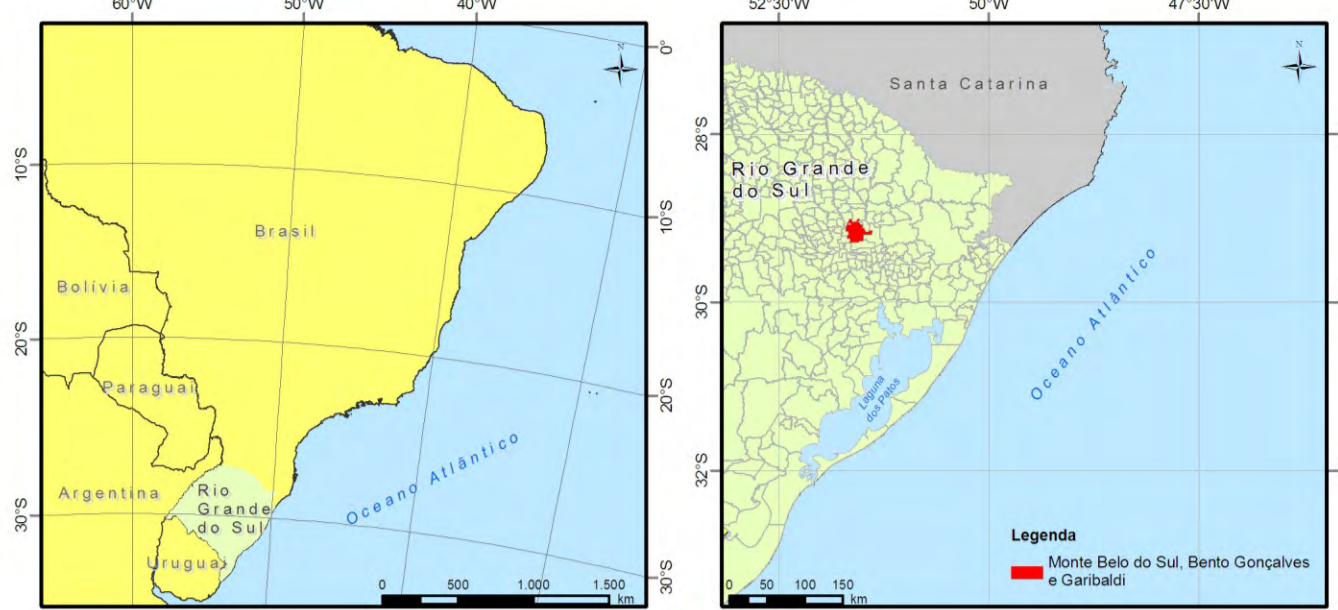 60°W
50°W
40°W
0°
10°S
10°S
20°S
20°S
30°S
30°S
N
Brasil
Bolívia
Paraguai
Argentina
Rio
Grande
do Sul
Uruguai
Oceano Atlântico
0 500 1.000 1.500
km
52°30'W
50°W
47°30'W
28°S
30°S
32°S
N
Santa Catarina
Rio Grande
do Sul
Laguna
dos Patos
Oceano Atlântico
Legenda
Monte Belo do Sul, Bento Gonçalves
e Garibaldi
0 50 100 150
km